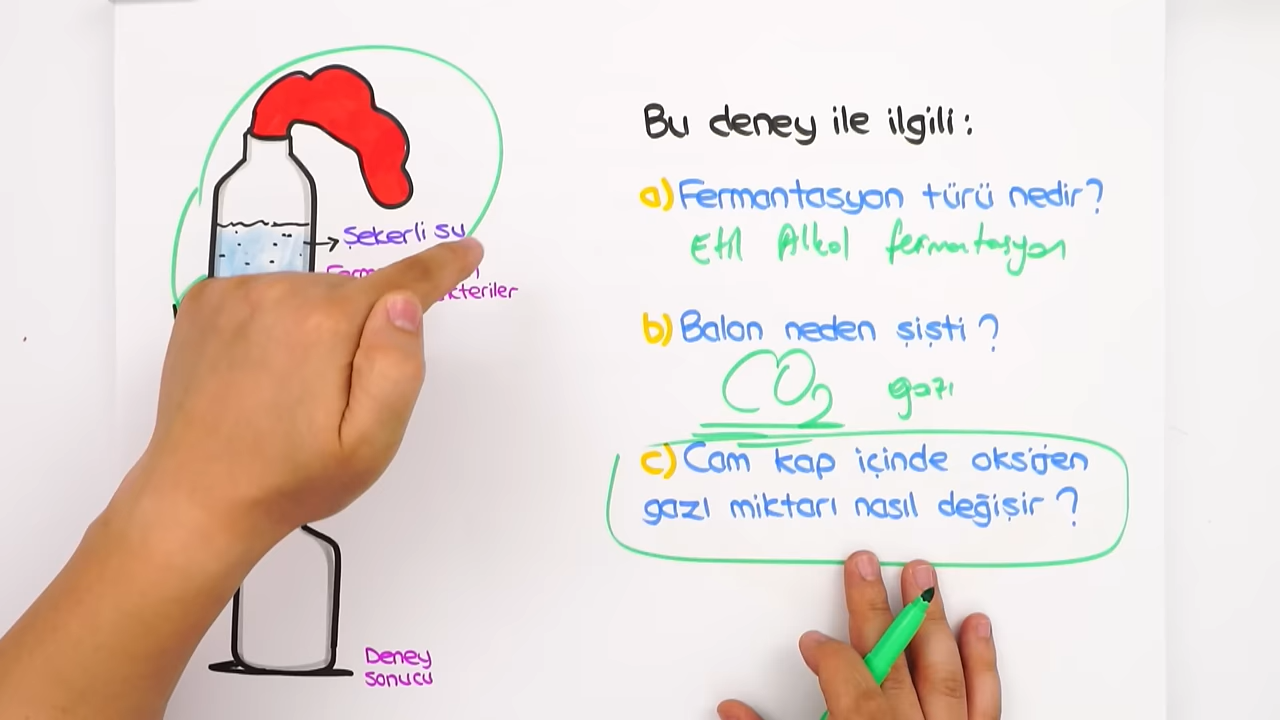 Şekerli su
kteriler
Deney
sonucu
Bu deney ile ilgili:
a) Fermantasyon türü nedir?
Etil Alkol fermantasyon
b) Balon neden şişti?
CO2 gazı
c) Cam kap içinde oksijen
gazı miktarı nasıl değişir?